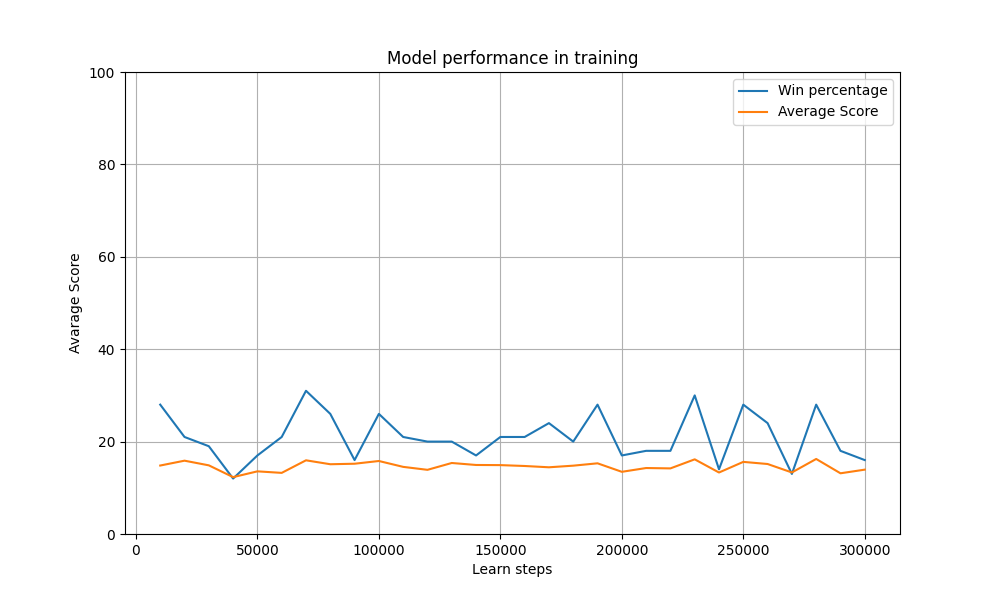 Model performance in training
Win percentage
Average Score
100
80
60
40
20
0
Avarage Score
0 50000 100000 150000 200000 250000 300000
Learn steps